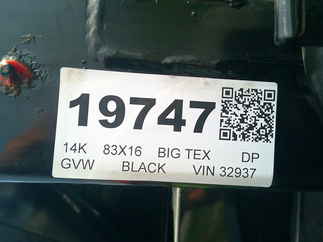 19747
14K 83X16 BIG TEX DP
GVW BLACK VIN 32937